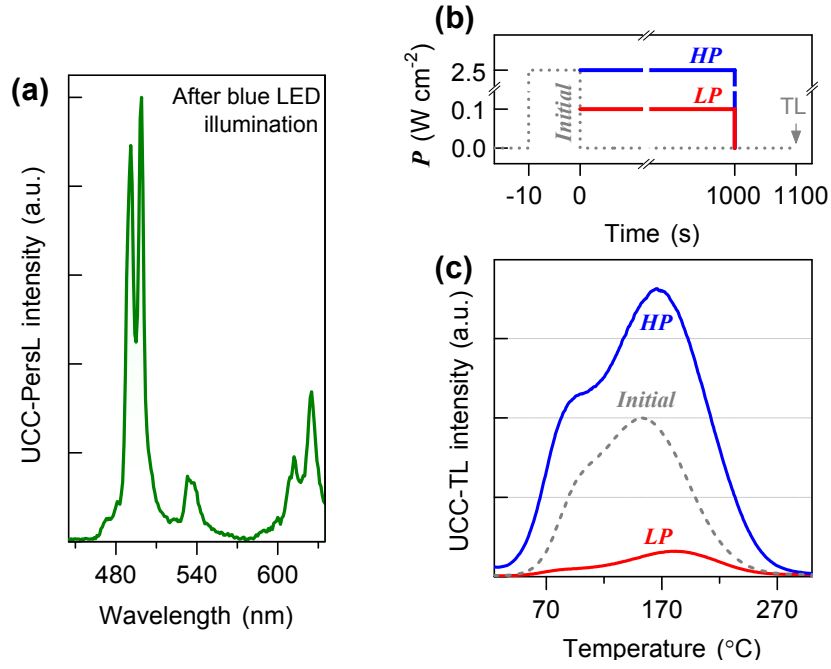 (a)
After blue LED
illumination
UCC-PersL intensity (a.u.)
480 540 600
Wavelength (nm)
(b)
HP
LP
Initial
TL
P (W cm⁻²)
2.5
0.1
0.0
-10 0 1000 1100
Time (s)
(c)
HP
Initial
LP
UCC-TL intensity (a.u.)
70 170 270
Temperature (°C)